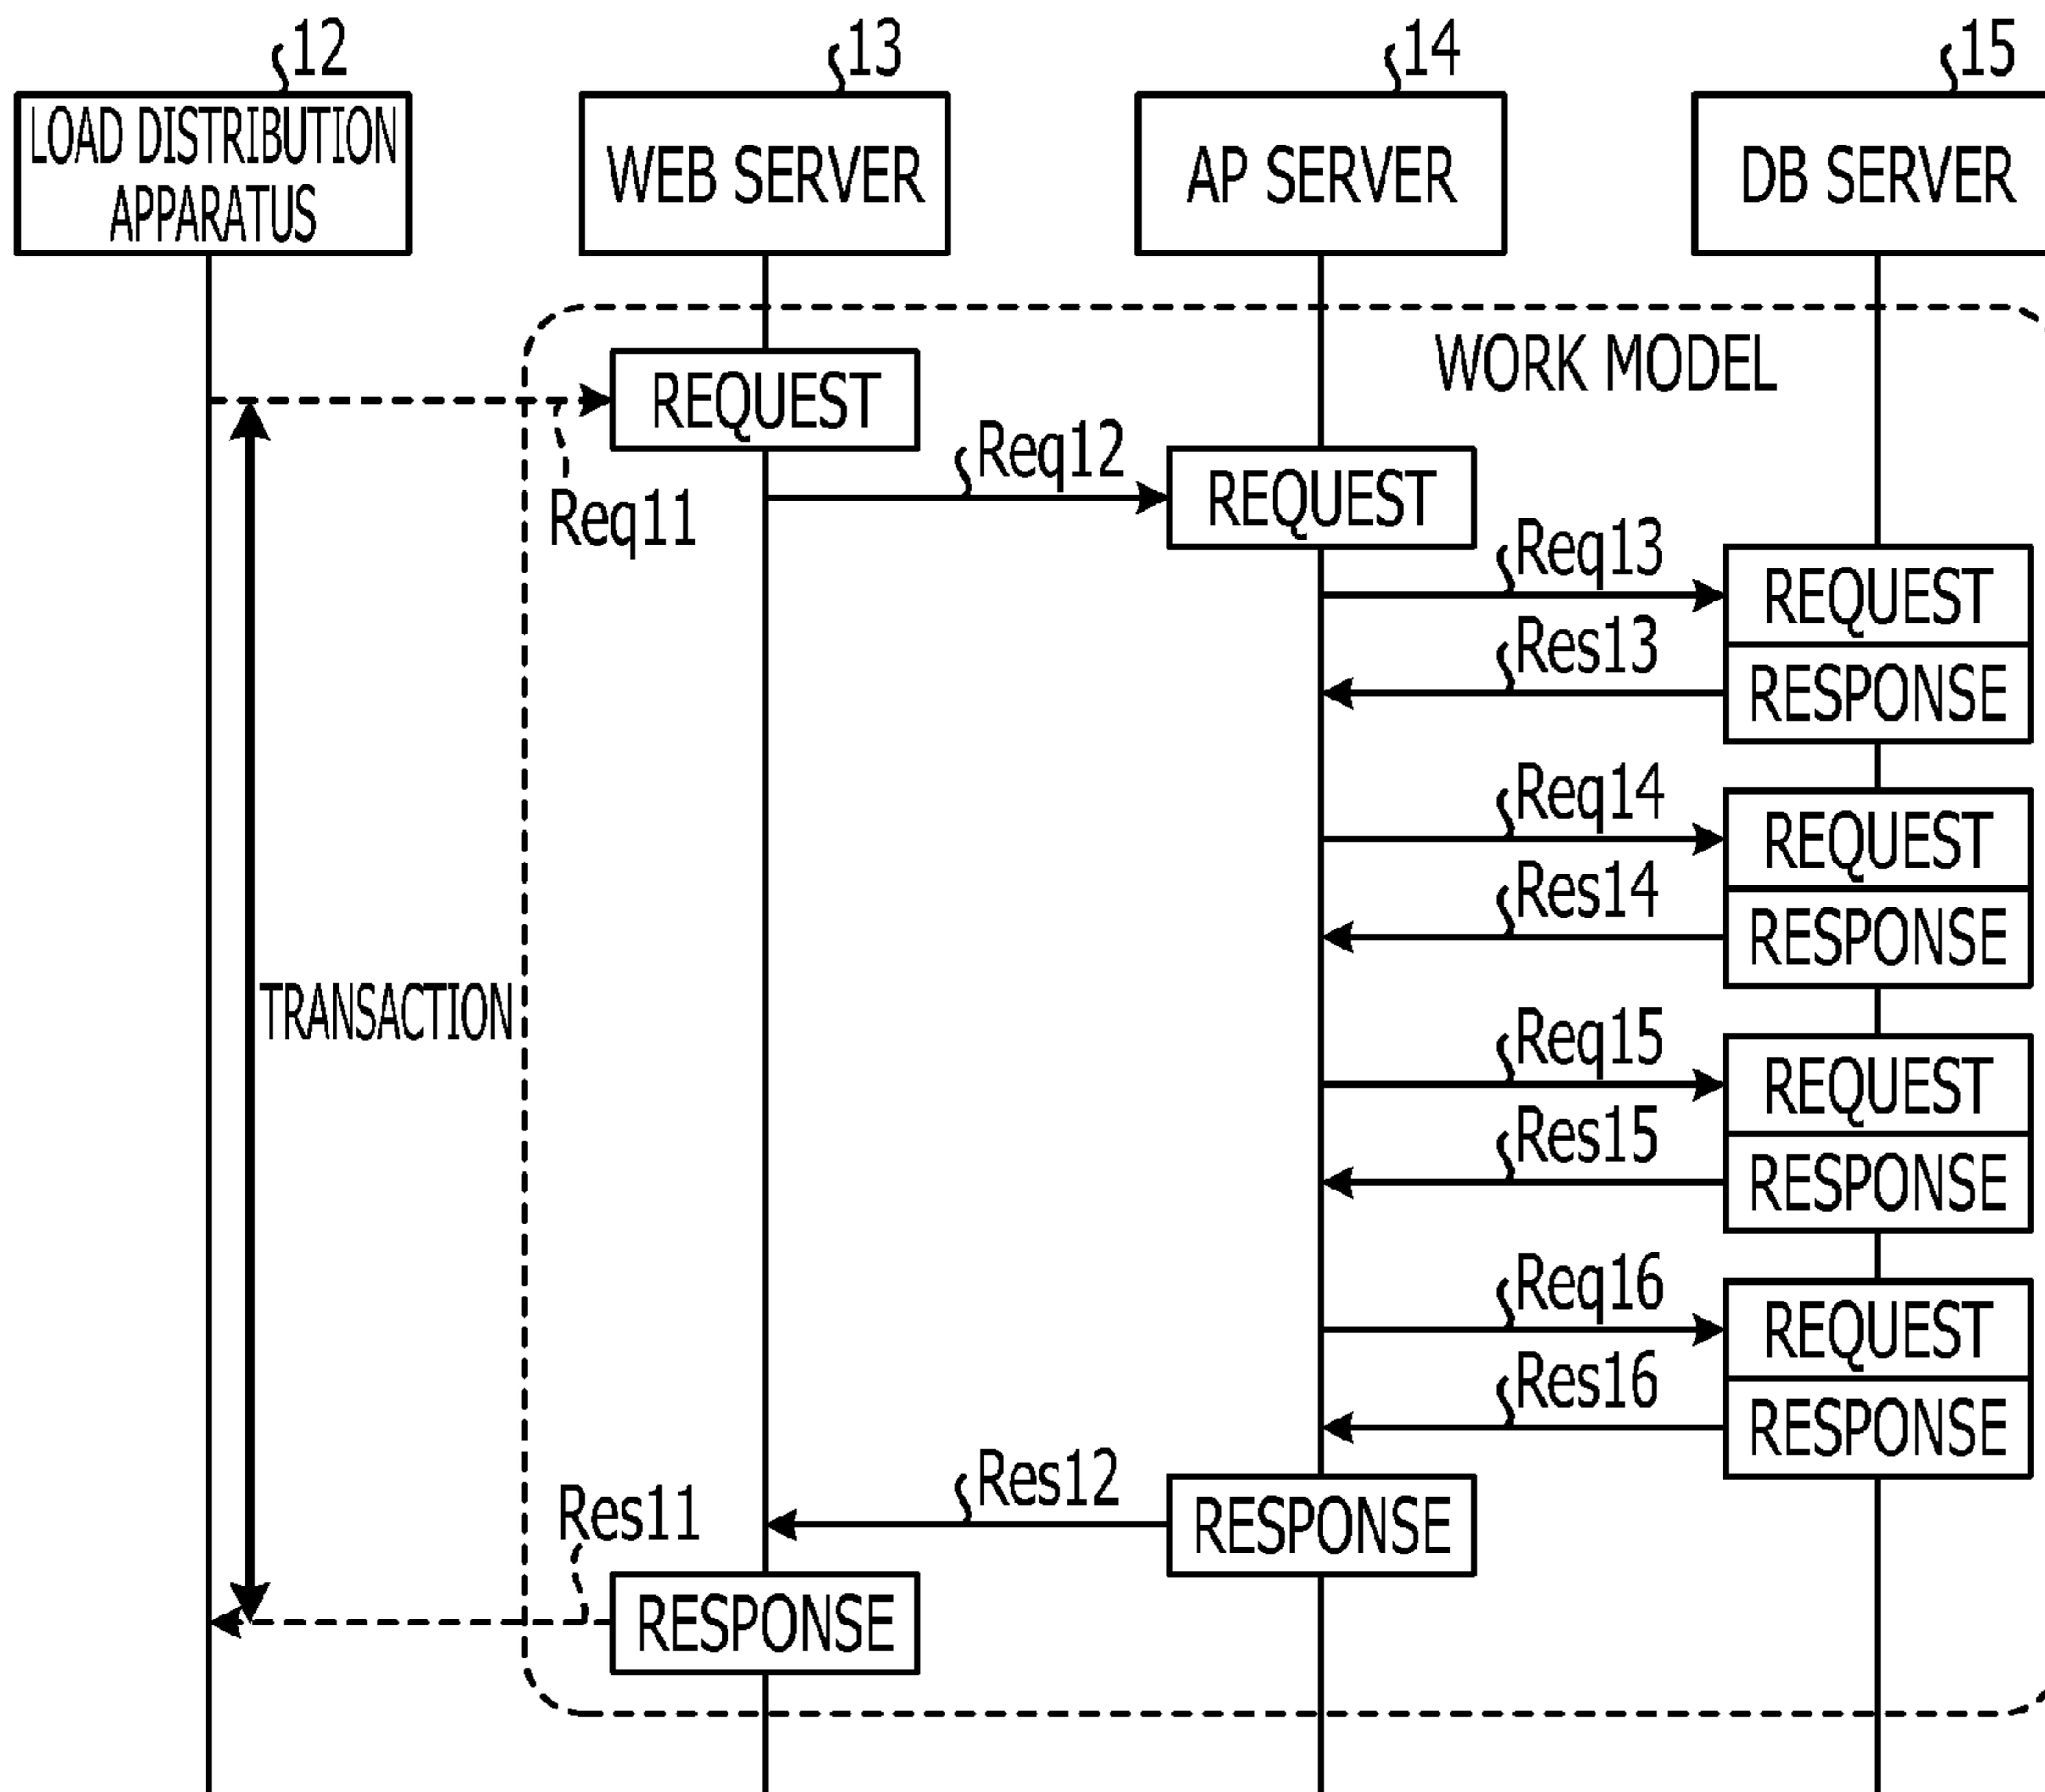 12
13
14
15
LOAD DISTRIBUTION
APPARATUS
WEB SERVER
AP SERVER
DB SERVER
WORK MODEL
REQUEST
Req11
Req12
REQUEST
Req13
REQUEST
Res13
RESPONSE
Req14
REQUEST
Res14
RESPONSE
TRANSACTION
Req15
REQUEST
Res15
RESPONSE
Req16
REQUEST
Res16
RESPONSE
Res12
RESPONSE
Res11
RESPONSE